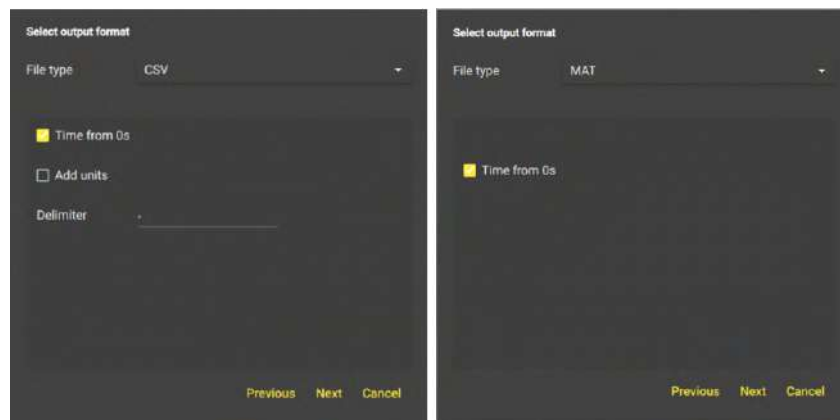 Select output format
File type CSV
Time from 0s
Add units
Delimiter ,
Previous Next Cancel
Select output format
File type MAT
Time from 0s
Previous Next Cancel